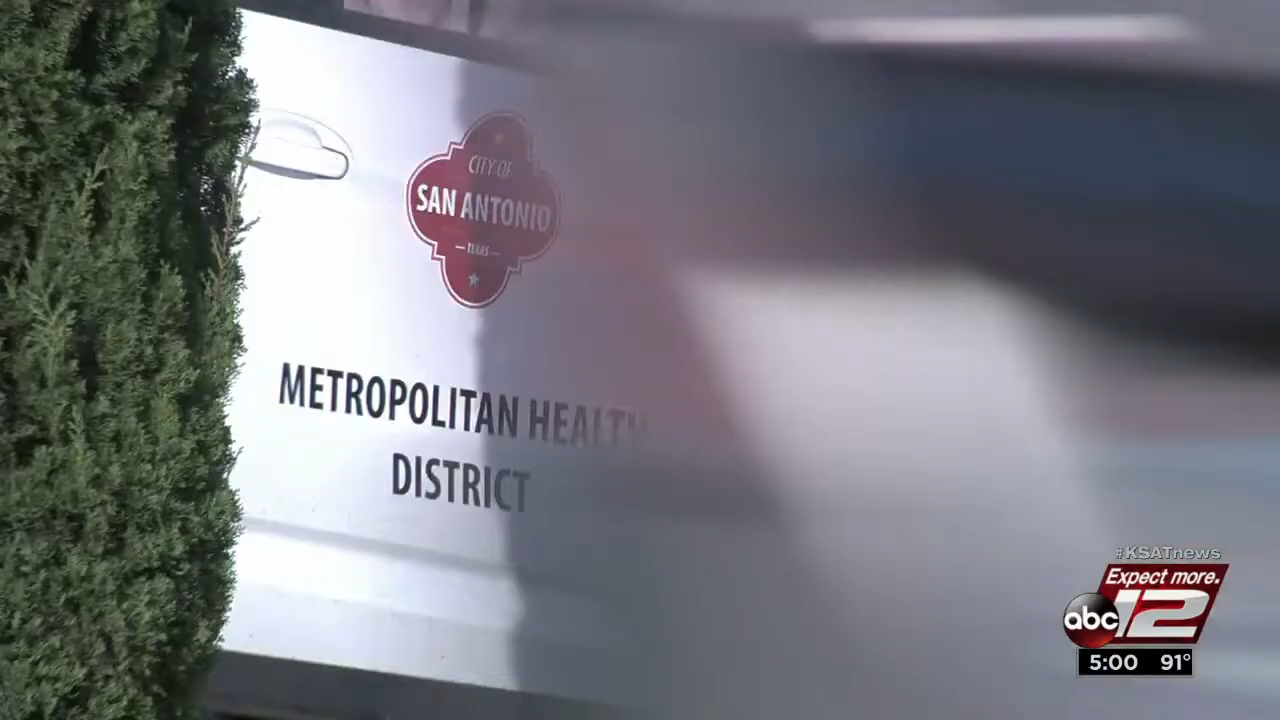 CITY OF
SAN ANTONIO
TEXAS
METROPOLITAN HEALTH
DISTRICT
#KSATnews
Expect more.
abc 12
5:00 91°